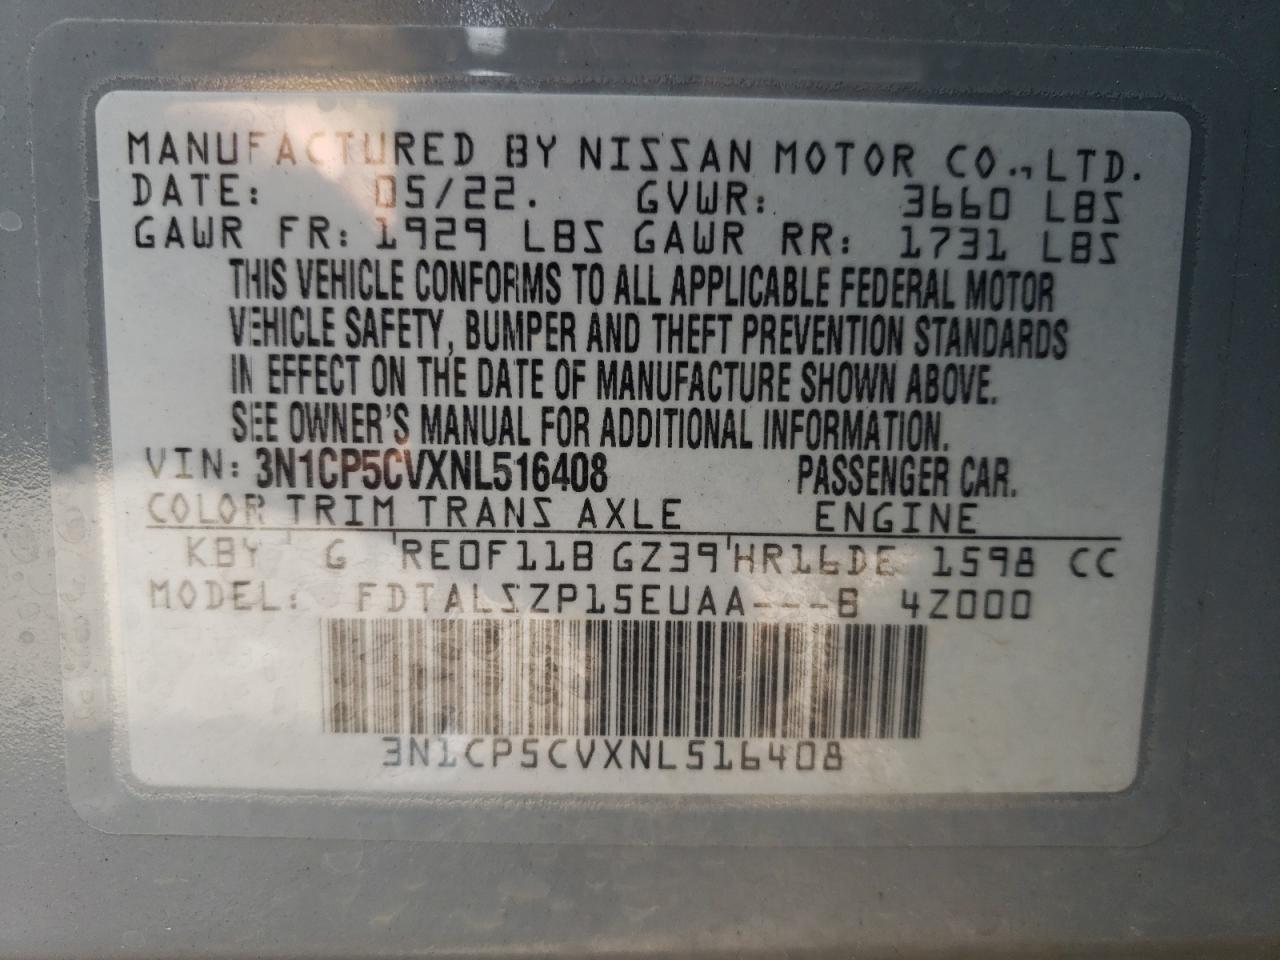 MANUFACTURED BY NISSAN MOTOR CO., LTD.
DATE: 05/22. GVWR: 3660 LBS
GAWR FR: 1929 LBS GAWR RR: 1731 LBS
THIS VEHICLE CONFORMS TO ALL APPLICABLE FEDERAL MOTOR
VEHICLE SAFETY, BUMPER AND THEFT PREVENTION STANDARDS
IN EFFECT ON THE DATE OF MANUFACTURE SHOWN ABOVE.
SEE OWNER'S MANUAL FOR ADDITIONAL INFORMATION.
VIN: 3N1CP5CVXNL516408 PASSENGER CAR.
COLOR TRIM TRANS AXLE ENGINE
KBY G RE0F11B GZ39 HR16DE 1598 CC
MODEL: FDTALSZP15EUAA---B 4Z000
3N1CP5CVXNL516408